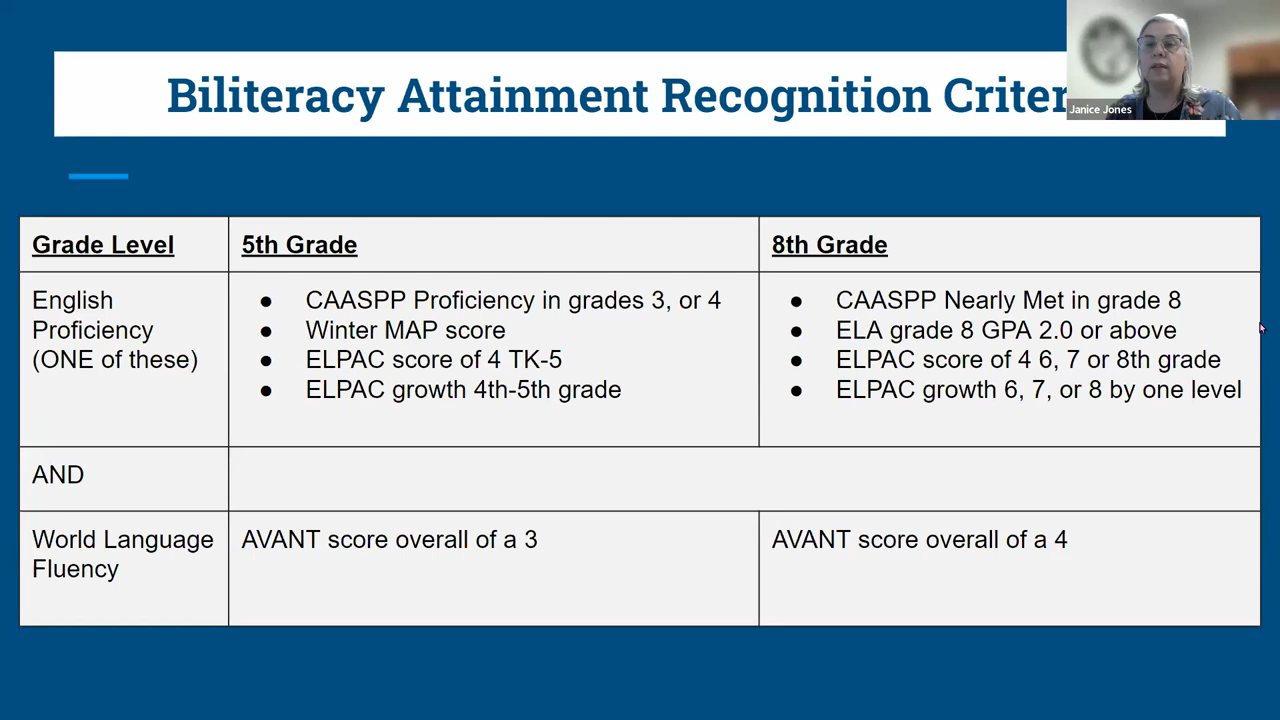 Biliteracy Attainment Recognition Criter
Janice Jones
Grade Level
5th Grade
8th Grade
English
Proficiency
(ONE of these)
● CAASPP Proficiency in grades 3, or 4
● Winter MAP score
● ELPAC score of 4 TK-5
● ELPAC growth 4th-5th grade
● CAASPP Nearly Met in grade 8
● ELA grade 8 GPA 2.0 or above
● ELPAC score of 4 6, 7 or 8th grade
● ELPAC growth 6, 7, or 8 by one level
AND
World Language
Fluency
AVANT score overall of a 3
AVANT score overall of a 4